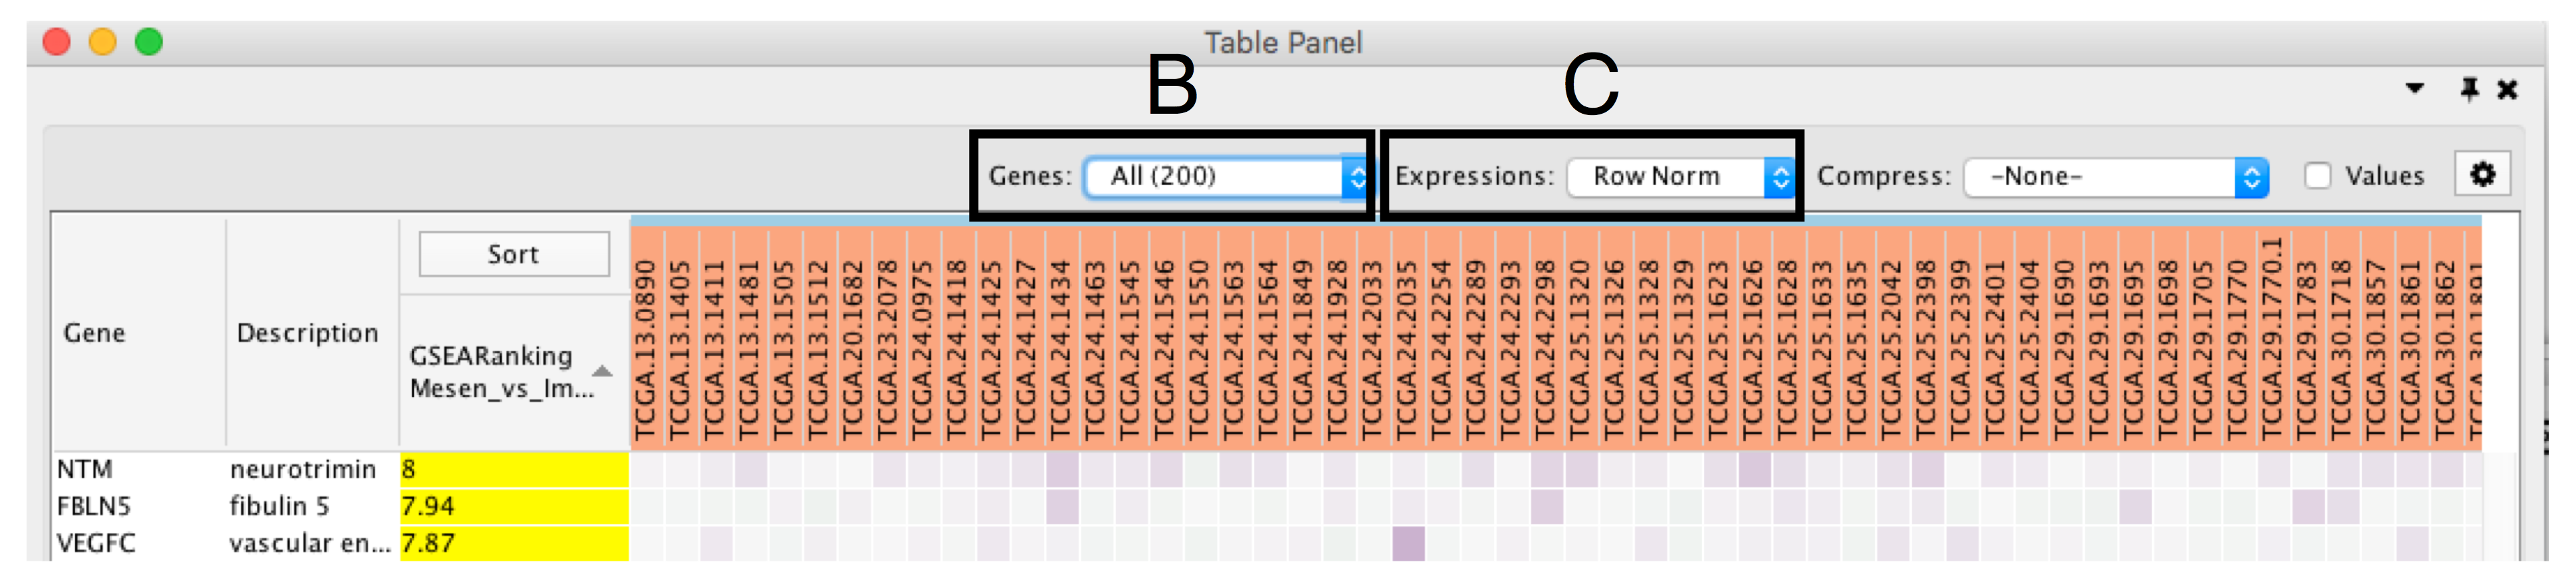 Table Panel
B C
Genes: All (200) Expressions: Row Norm Compress: -None- Values
Gene
Description
Sort
GSEARanking
Mesen_vs_Im...
TCGA.13.0890
TCGA.13.1405
TCGA.13.1411
TCGA.13.1481
TCGA.13.1505
TCGA.13.1512
TCGA.20.1682
TCGA.23.2078
TCGA.24.0975
TCGA.24.1418
TCGA.24.1425
TCGA.24.1427
TCGA.24.1434
TCGA.24.1463
TCGA.24.1545
TCGA.24.1546
TCGA.24.1550
TCGA.24.1563
TCGA.24.1564
TCGA.24.1849
TCGA.24.1928
TCGA.24.2033
TCGA.24.2035
TCGA.24.2254
TCGA.24.2289
TCGA.24.2293
TCGA.24.2298
TCGA.25.1320
TCGA.25.1326
TCGA.25.1328
TCGA.25.1329
TCGA.25.1623
TCGA.25.1626
TCGA.25.1628
TCGA.25.1633
TCGA.25.1635
TCGA.25.2042
TCGA.25.2398
TCGA.25.2399
TCGA.25.2401
TCGA.25.2404
TCGA.29.1690
TCGA.29.1693
TCGA.29.1695
TCGA.29.1698
TCGA.29.1705
TCGA.29.1770
TCGA.29.1770.1
TCGA.29.1783
TCGA.30.1718
TCGA.30.1857
TCGA.30.1861
TCGA.30.1862
NTM neurotrimin 8
FBLN5 fibulin 5 7.94
VEGFC vascular en... 7.87